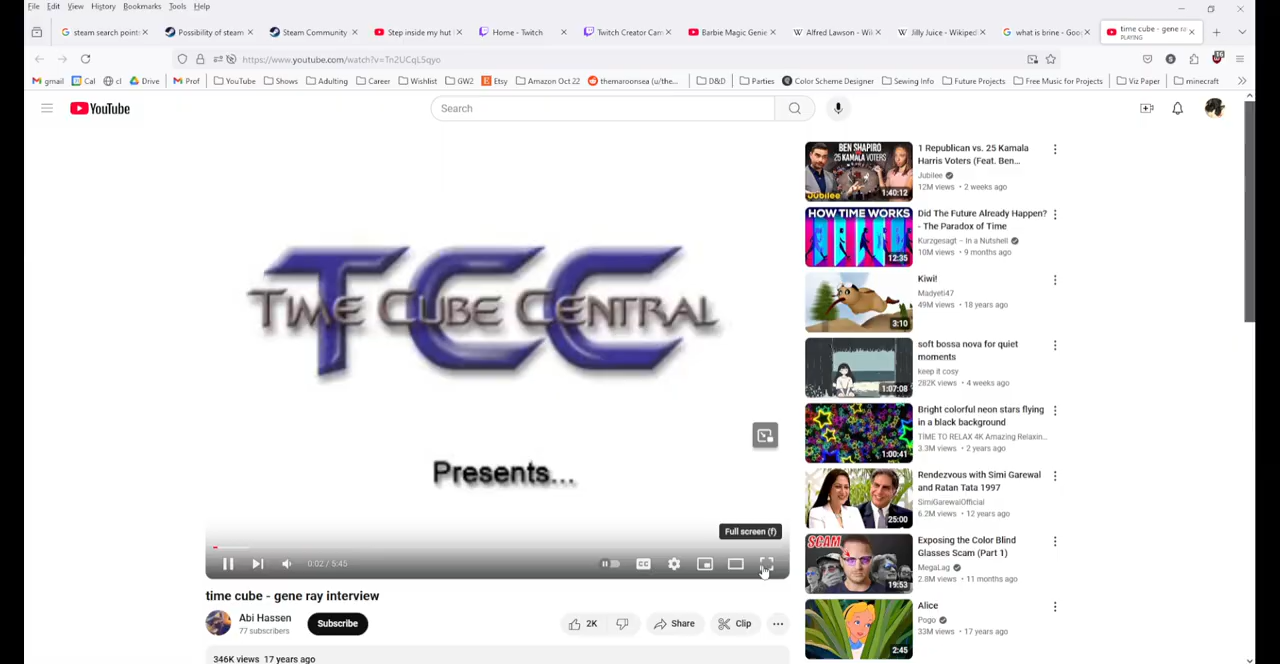 File Edit View History Bookmarks Tools Help
steam search point: Possibility of steam Steam Community Step inside my hut Home - Twitch Twitch Creator Cam Barbie Magic Genie Alfred Lawson - Wi Jilly Juice - Wikiped what is brine - Goo time cube - gene ra
PLAYING
https://www.youtube.com/watch?v=Tn2UCqLSqyo
gmail Cal cl Drive Prof YouTube Shows Adulting Career Wishlist GW2 Etsy Amazon Oct 22 themaroonsea (u/the... D&D Parties Color Scheme Designer Sewing Info Future Projects Free Music for Projects Viz Paper minecraft
YouTube
Search
TCC
TIME CUBE CENTRAL
Presents...
Full screen (f)
0:02 / 5:45
CC
time cube - gene ray interview
Abi Hassen
77 subscribers
Subscribe
2K
Share
Clip
346K views 17 years ago
BEN SHAPIRO
25 KAMALA VOTERS
Jubilee
1:40:12
1 Republican vs. 25 Kamala
Harris Voters (Feat. Ben...
Jubilee
12M views • 2 weeks ago
HOW TIME WORKS
12:35
Did The Future Already Happen?
- The Paradox of Time
Kurzgesagt – In a Nutshell
10M views • 9 months ago
3:10
Kiwi!
Madyeti47
49M views • 18 years ago
1:07:08
soft bossa nova for quiet
moments
keep it cosy
282K views • 4 weeks ago
1:00:41
Bright colorful neon stars flying
in a black background
TIME TO RELAX 4K Amazing Relaxin...
3.3M views • 2 years ago
25:00
Rendezvous with Simi Garewal
and Ratan Tata 1997
SimiGarewalOfficial
6.2M views • 12 years ago
SCAM
19:53
Exposing the Color Blind
Glasses Scam (Part 1)
MegaLag
2.8M views • 11 months ago
2:45
Alice
Pogo
33M views • 17 years ago